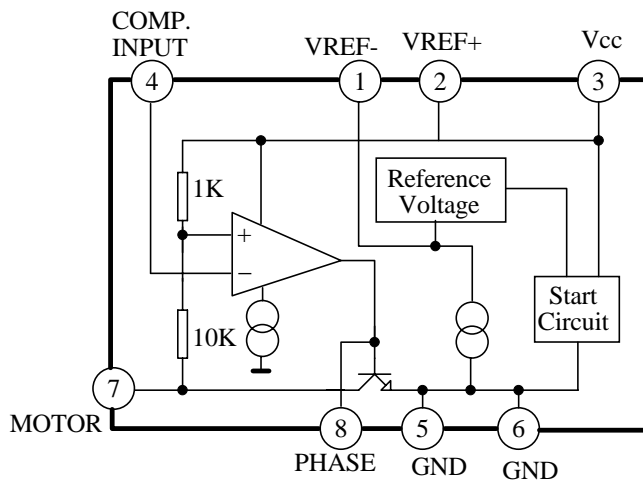 COMP.
INPUT
VREF-
VREF+
Vcc
4
1
2
3
1K
Reference
Voltage
+
−
Start
Circuit
10K
7
MOTOR
8
5
6
PHASE
GND
GND